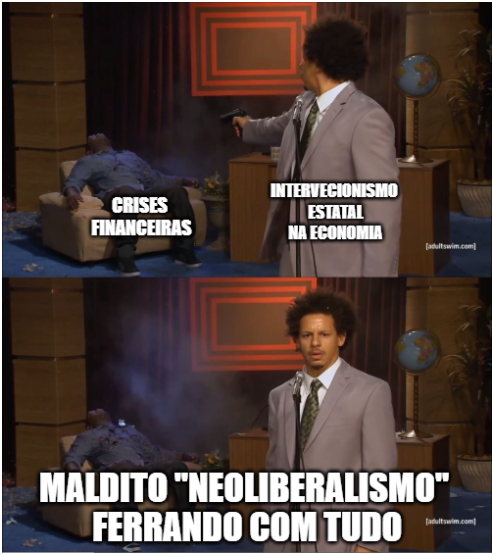 CRISES
FINANCEIRAS
INTERVECIONISMO
ESTATAL
NA ECONOMIA
[adultswim.com]
MALDITO "NEOLIBERALISMO"
FERRANDO COM TUDO
[adultswim.com]